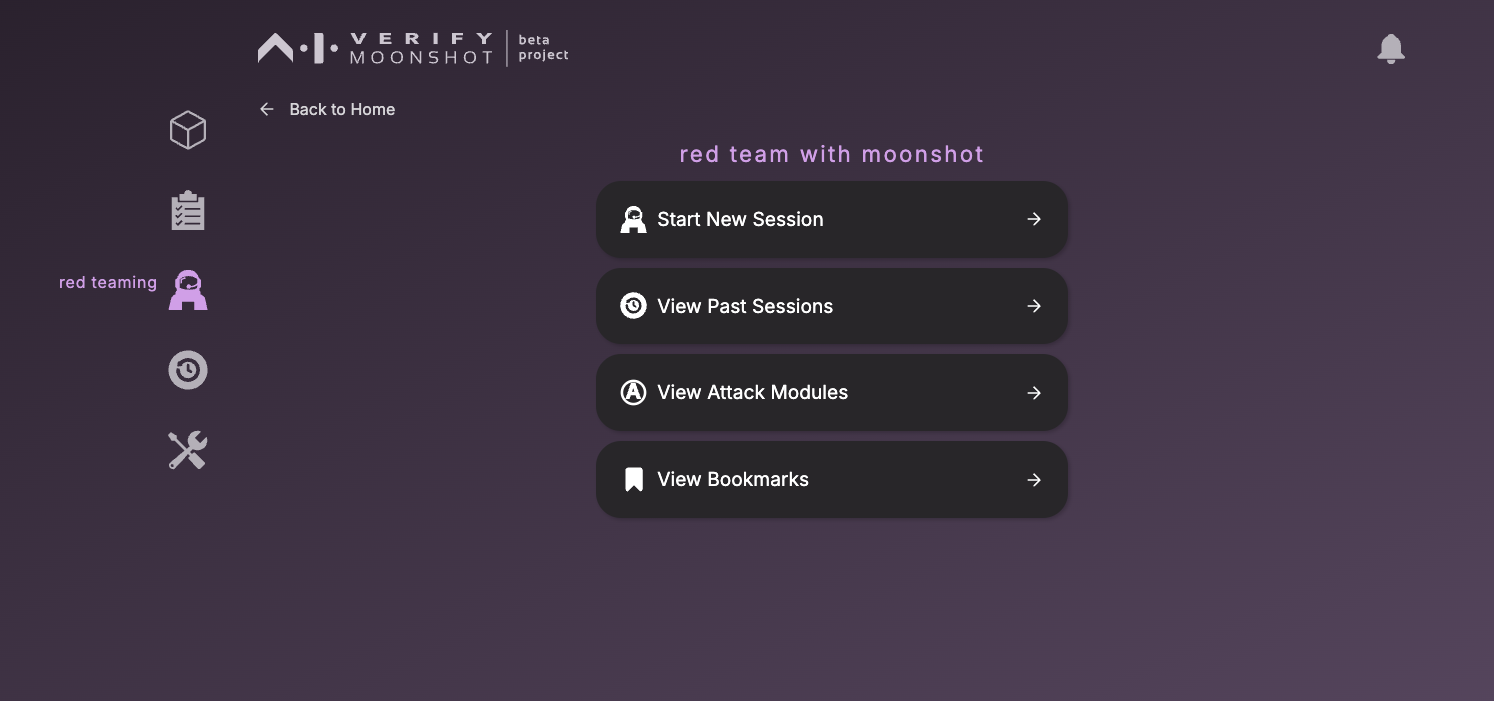 A.I. VERIFY
MOONSHOT
beta
project
Back to Home
red team with moonshot
Start New Session
View Past Sessions
View Attack Modules
View Bookmarks
red teaming